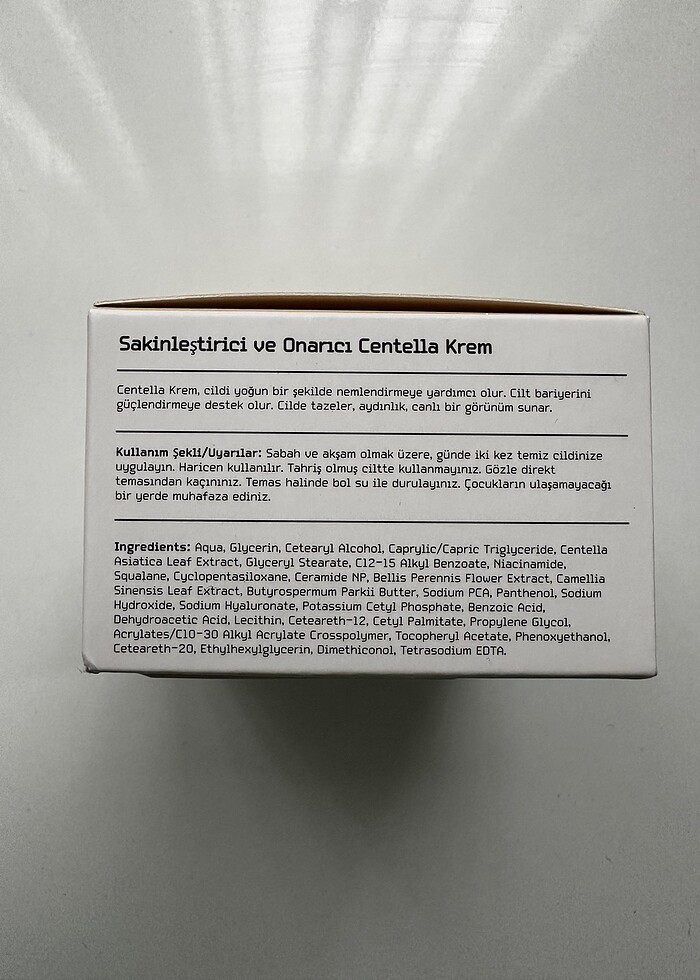 Sakinleştirici ve Onarıcı Centella Krem
Centella Krem, cildi yoğun bir şekilde nemlendirmeye yardımcı olur. Cilt bariyerini
güçlendirmeye destek olur. Cilde tazeler, aydınlık, canlı bir görünüm sunar.
Kullanım Şekli/Uyarılar: Sabah ve akşam olmak üzere, günde iki kez temiz cildinize
uygulayın. Haricen kullanılır. Tahriş olmuş ciltte kullanmayınız. Gözle direkt
temasından kaçınınız. Temas halinde bol su ile durulayınız. Çocukların ulaşamayacağı
bir yerde muhafaza ediniz.
Ingredients: Aqua, Glycerin, Cetearyl Alcohol, Caprylic/Capric Triglyceride, Centella
Asiatica Leaf Extract, Glyceryl Stearate, C12-15 Alkyl Benzoate, Niacinamide,
Squalane, Cyclopentasiloxane, Ceramide NP, Bellis Perennis Flower Extract, Camellia
Sinensis Leaf Extract, Butyrospermum Parkii Butter, Sodium PCA, Panthenol, Sodium
Hydroxide, Sodium Hyaluronate, Potassium Cetyl Phosphate, Benzoic Acid,
Dehydroacetic Acid, Lecithin, Ceteareth-12, Cetyl Palmitate, Propylene Glycol,
Acrylates/C10-30 Alkyl Acrylate Crosspolymer, Tocopheryl Acetate, Phenoxyethanol,
Ceteareth-20, Ethylhexylglycerin, Dimethiconol, Tetrasodium EDTA.